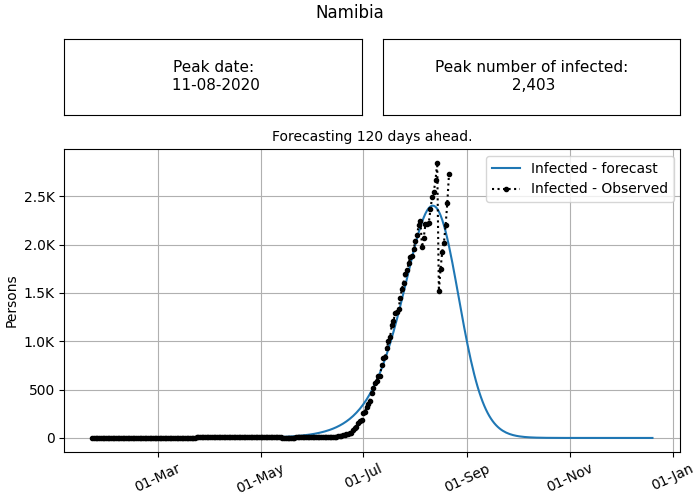 Namibia
Peak date:
11-08-2020
Peak number of infected:
2,403
Forecasting 120 days ahead.
Infected - forecast
Infected - Observed
Persons
2.5K
2.0K
1.5K
1.0K
500
0
01-Mar
01-May
01-Jul
01-Sep
01-Nov
01-Jan